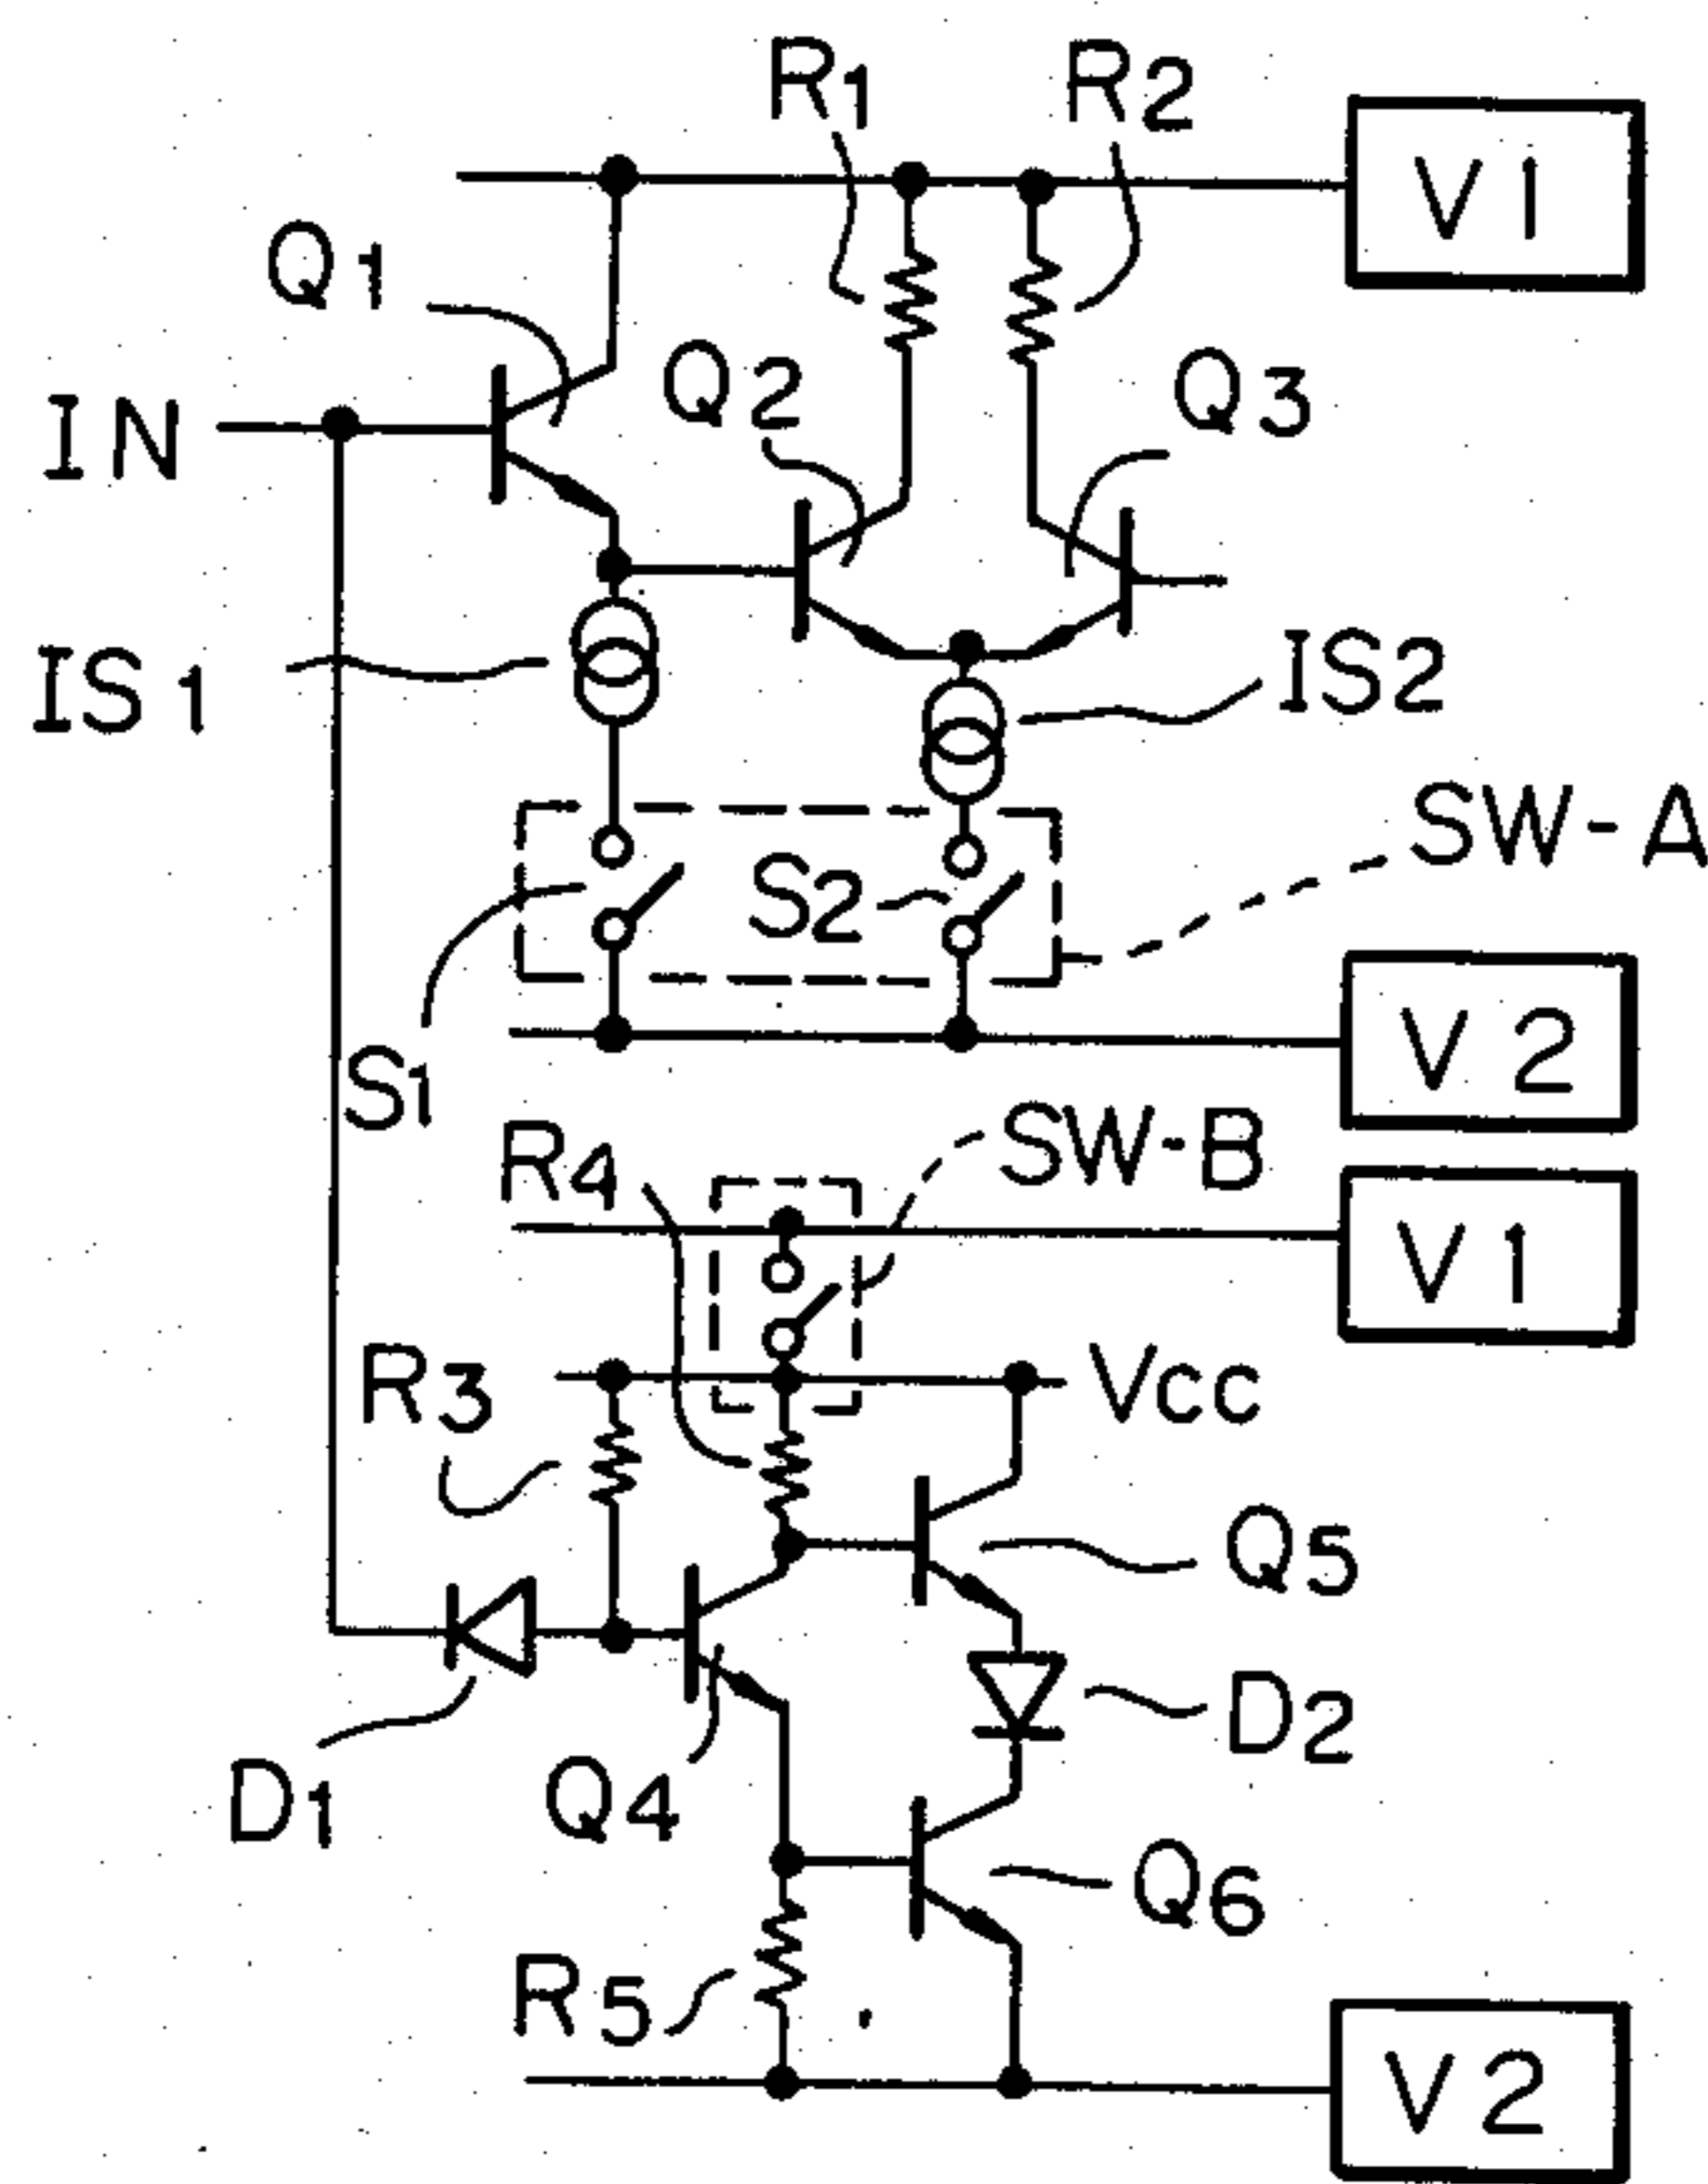 R1
R2
V1
Q1
Q2
Q3
IN
IS1
IS2
SW-A
S2
V2
S1
SW-B
R4
V1
R3
Vcc
Q5
D2
D1
Q4
Q6
R5
V2